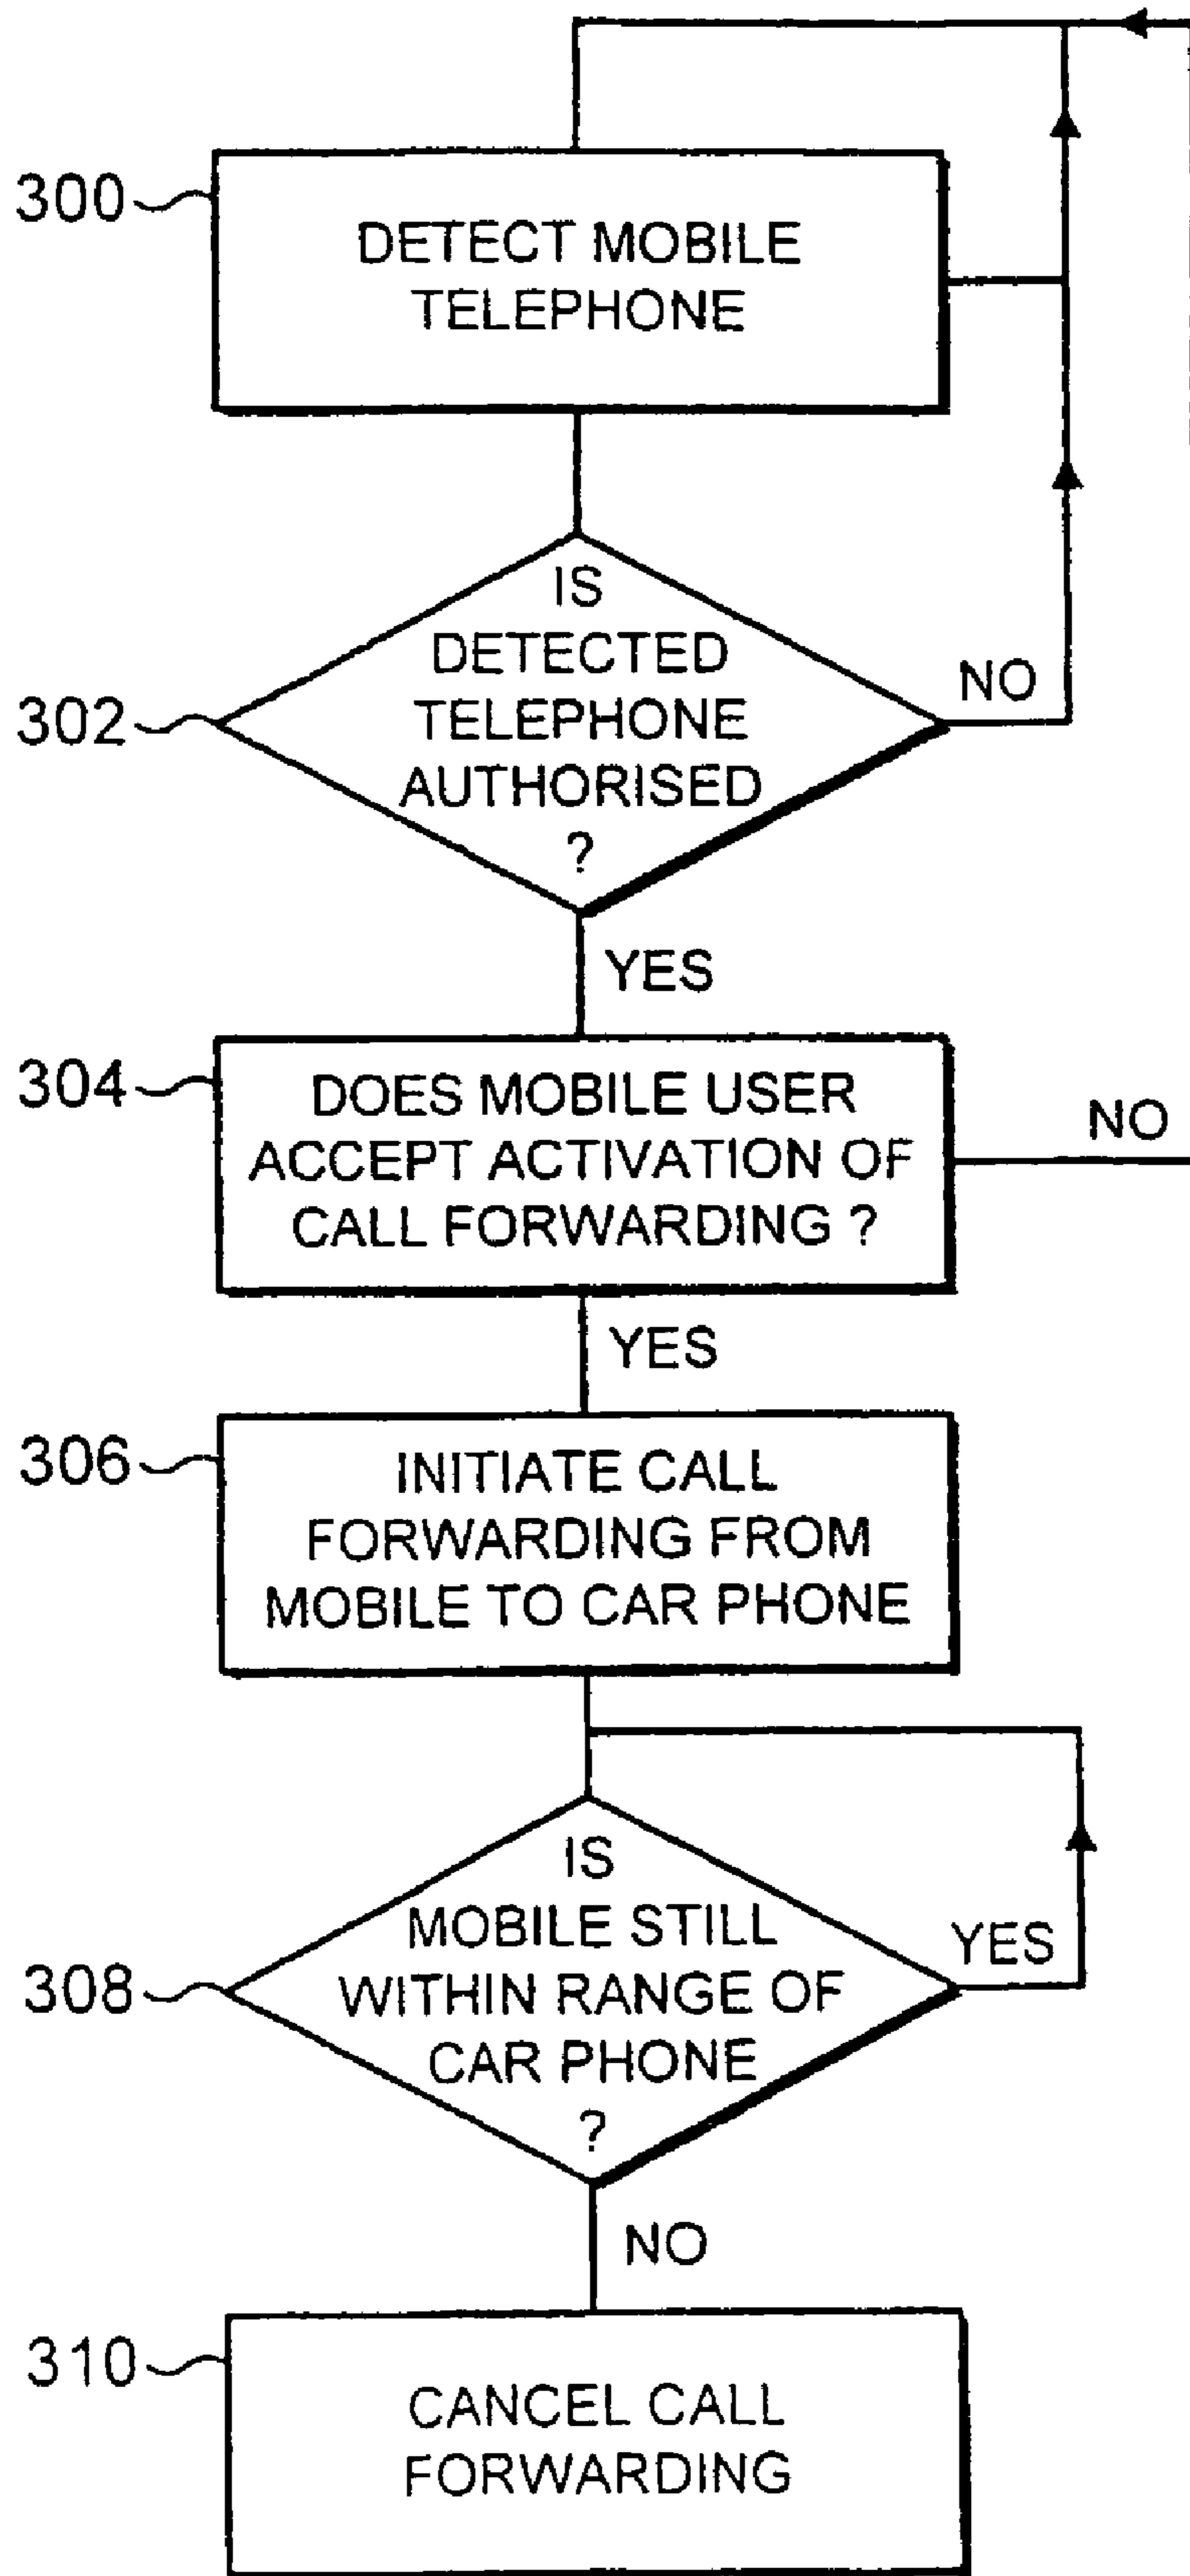 300
DETECT MOBILE
TELEPHONE
302
IS
DETECTED
TELEPHONE
AUTHORISED
?
NO
YES
304
DOES MOBILE USER
ACCEPT ACTIVATION OF
CALL FORWARDING ?
NO
YES
306
INITIATE CALL
FORWARDING FROM
MOBILE TO CAR PHONE
308
IS
MOBILE STILL
WITHIN RANGE OF
CAR PHONE
?
YES
NO
310
CANCEL CALL
FORWARDING